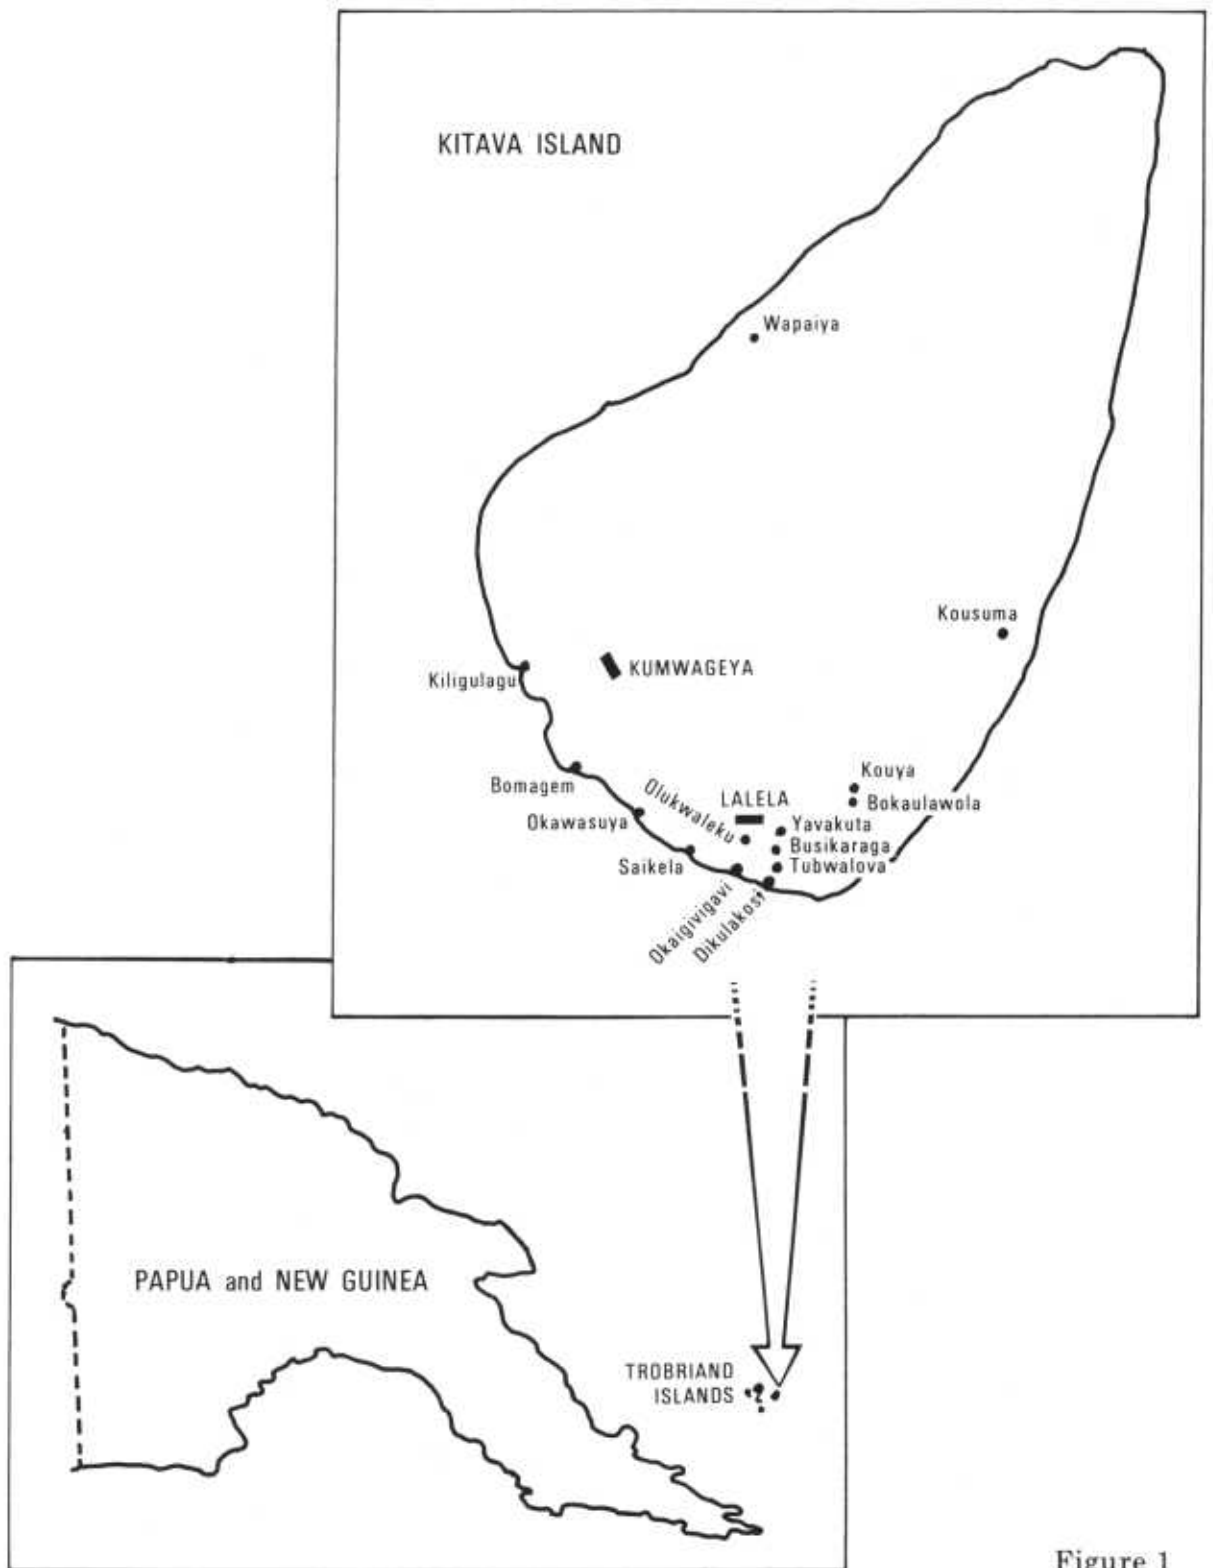 KITAVA ISLAND
Wapaiya
Kousuma
KUMWAGEYA
Kiligulagu
Kouya
Bomagem
Olukwaleku
LALELA
Bokaulawola
Okawasuya
Yavakuta
Busikaraga
Saikela
Tubwalova
Okaigivigavi
Dikulakosi
PAPUA and NEW GUINEA
TROBRIAND
ISLANDS
Figure 1